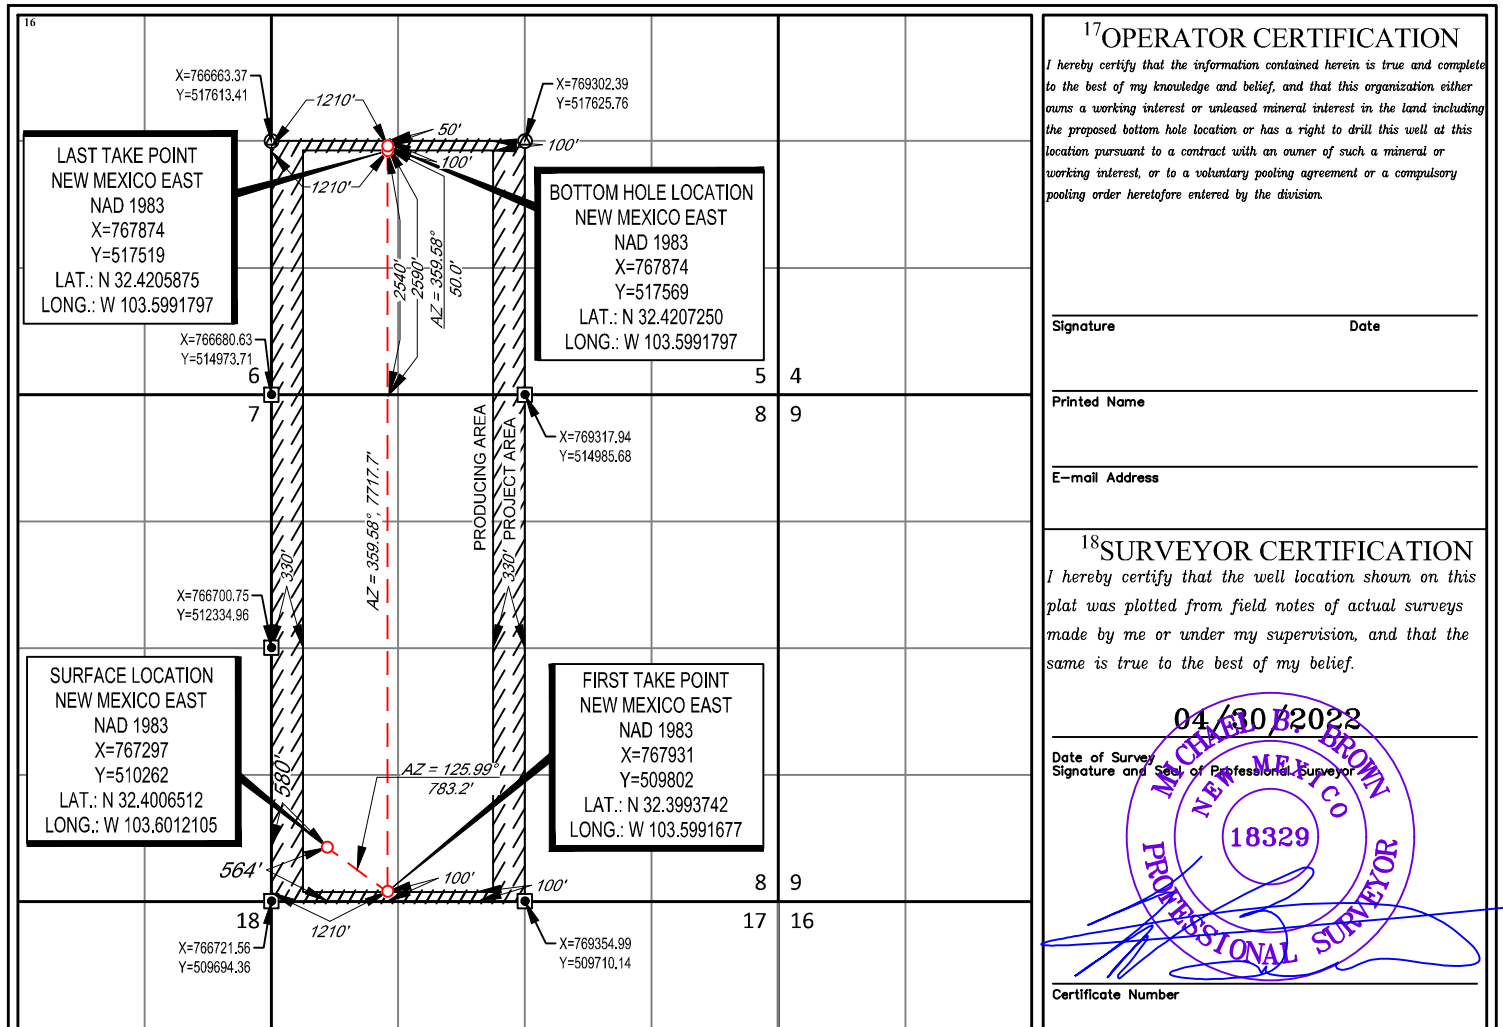 16
X=766663.37
Y=517613.41
1210'
50'
X=769302.39
Y=517625.76
100'
100'
1210'
LAST TAKE POINT
NEW MEXICO EAST
NAD 1983
X=767874
Y=517519
LAT.: N 32.4205875
LONG.: W 103.5991797
BOTTOM HOLE LOCATION
NEW MEXICO EAST
NAD 1983
X=767874
Y=517569
LAT.: N 32.4207250
LONG.: W 103.5991797
2540'
2590'
AZ = 359.58°
50.0'
X=766680.63
Y=514973.71
6
5
4
7
8
9
X=769317.94
Y=514985.68
PRODUCING AREA
PROJECT AREA
AZ = 359.58°, 7717.7'
330'
330'
X=766700.75
Y=512334.96
SURFACE LOCATION
NEW MEXICO EAST
NAD 1983
X=767297
Y=510262
LAT.: N 32.4006512
LONG.: W 103.6012105
FIRST TAKE POINT
NEW MEXICO EAST
NAD 1983
X=767931
Y=509802
LAT.: N 32.3993742
LONG.: W 103.5991677
580'
AZ = 125.99°
783.2'
564'
100'
100'
8
9
18
17
16
1210'
X=766721.56
Y=509694.36
X=769354.99
Y=509710.14
17OPERATOR CERTIFICATION
I hereby certify that the information contained herein is true and complete
to the best of my knowledge and belief, and that this organization either
owns a working interest or unleased mineral interest in the land including
the proposed bottom hole location or has a right to drill this well at this
location pursuant to a contract with an owner of such a mineral or
working interest, or to a voluntary pooling agreement or a compulsory
pooling order heretofore entered by the division.
Signature Date
Printed Name
E-mail Address
18SURVEYOR CERTIFICATION
I hereby certify that the well location shown on this
plat was plotted from field notes of actual surveys
made by me or under my supervision, and that the
same is true to the best of my belief.
04/30/2022
Date of Survey
Signature and Seal of Professional Surveyor
MICHAEL B. BROWN
NEW MEXICO
18329
PROFESSIONAL SURVEYOR
Certificate Number